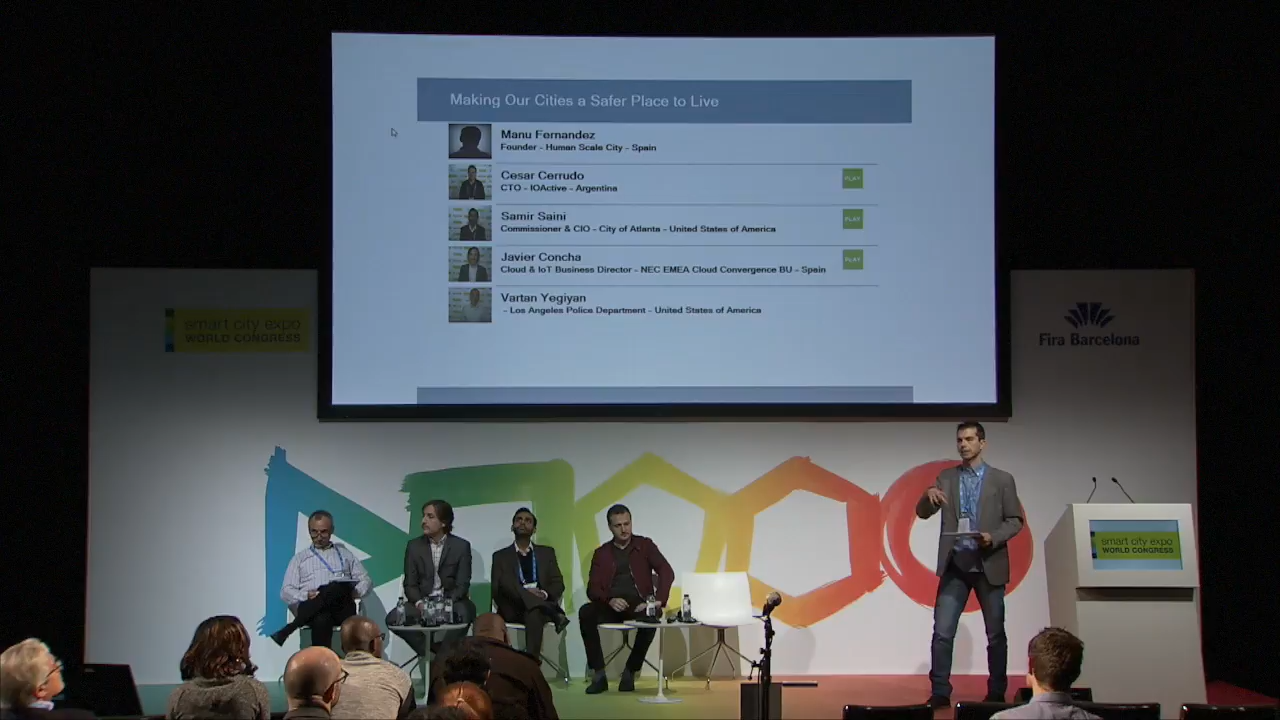 Making Our Cities a Safer Place to Live
Manu Fernandez
Founder - Human Scale City - Spain
Cesar Cerrudo
CTO - IOActive - Argentina
PLAY
Samir Saini
Commissioner & CIO - City of Atlanta - United States of America
PLAY
Javier Concha
Cloud & IoT Business Director - NEC EMEA Cloud Convergence BU - Spain
PLAY
Vartan Yegiyan
- Los Angeles Police Department - United States of America
smart city expo
WORLD CONGRESS
Fira Barcelona
smart city expo
WORLD CONGRESS